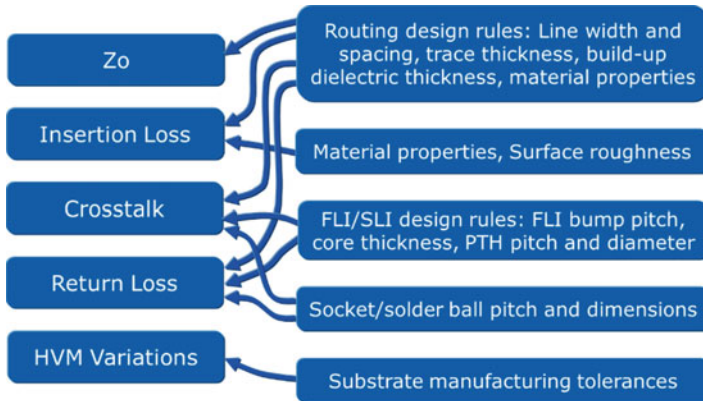 Zo
Insertion Loss
Crosstalk
Return Loss
HVM Variations
Routing design rules: Line width and
spacing, trace thickness, build-up
dielectric thickness, material properties
Material properties, Surface roughness
FLI/SLI design rules: FLI bump pitch,
core thickness, PTH pitch and diameter
Socket/solder ball pitch and dimensions
Substrate manufacturing tolerances